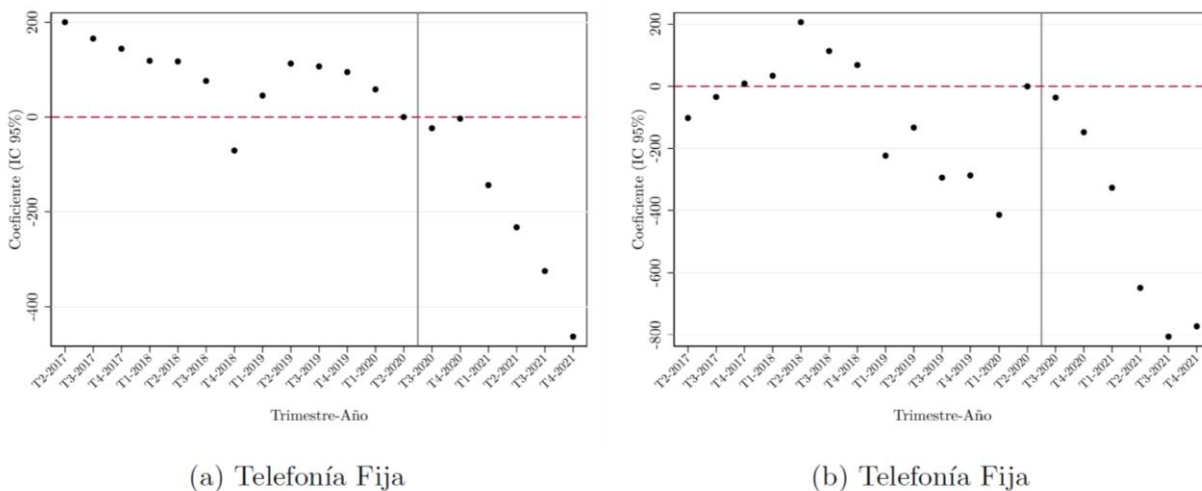 200
0
-200
-400
Coeficiente (IC 95%)
T2-2017
T3-2017
T4-2017
T1-2018
T2-2018
T3-2018
T4-2018
T1-2019
T2-2019
T3-2019
T4-2019
T1-2020
T2-2020
T3-2020
T4-2020
T1-2021
T2-2021
T3-2021
T4-2021
Trimestre-Año
(a) Telefonía Fija
200
0
-200
-400
-600
-800
Coeficiente (IC 95%)
T2-2017
T3-2017
T4-2017
T1-2018
T2-2018
T3-2018
T4-2018
T1-2019
T2-2019
T3-2019
T4-2019
T1-2020
T2-2020
T3-2020
T4-2020
T1-2021
T2-2021
T3-2021
T4-2021
Trimestre-Año
(b) Telefonía Fija